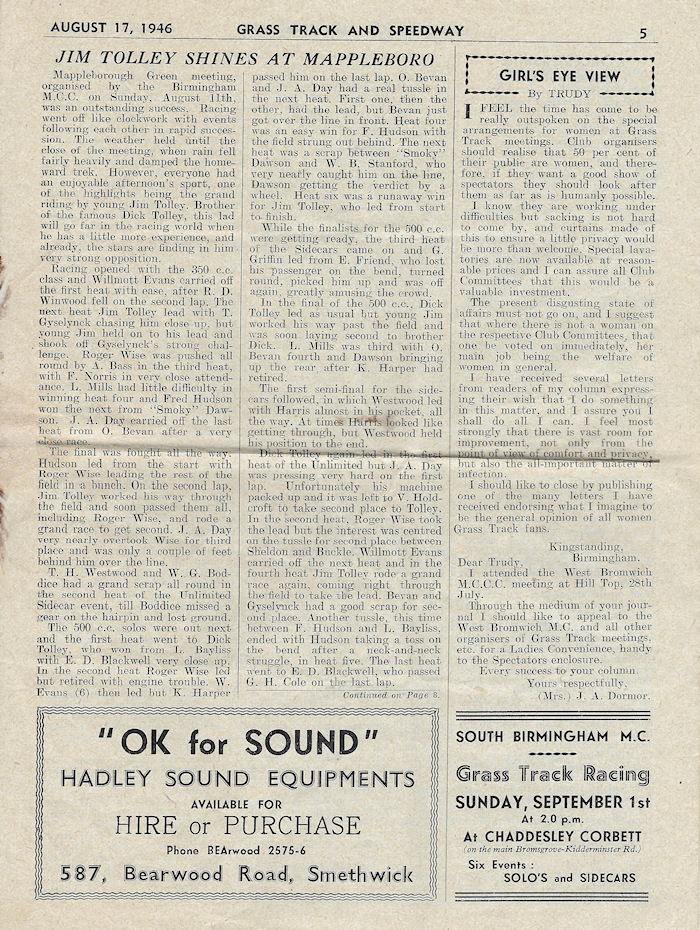 AUGUST 17, 1946 GRASS TRACK AND SPEEDWAY 5
JIM TOLLEY SHINES AT MAPPLEBORO
Mappleborough Green meeting,
organised by the Birmingham
M.C.C. on Sunday, August 11th,
was an outstanding success. Racing
went off like clockwork with events
following each other in rapid succes-
sion. The weather held until the
close of the meeting, when rain fell
fairly heavily and damped the home-
ward trek. However, everyone had
an enjoyable afternoon's sport, one
of the highlights being the grand
riding by young Jim Tolley. Brother
of the famous Dick Tolley, this lad
will go far in the racing world when
he has a little more experience, and
already, the stars are finding in him
very strong opposition.
Racing opened with the 350 c.c.
class and Willmott Evans carried off
the first heat with ease, after R. D.
Winwood fell on the second lap. The
next heat Jim Tolley lead with T.
Gyselynck chasing him close up, but
young Jim held on to his lead and
shook off Gyselynck's strong chal-
lenge. Roger Wise was pushed all
round by A. Bass in the third heat,
with F. Norris in very close attend-
ance. L. Mills had little difficulty in
winning heat four and Fred Hudson
won the next from "Smoky" Daw-
son. J. A. Day carried off the last
heat from O. Bevan after a very
close race.
The final was fought all the way.
Hudson led from the start with
Roger Wise leading the rest of the
field in a bunch. On the second lap,
Jim Tolley worked his way through
the field and soon passed them all,
including Roger Wise, and rode a
grand race to get second. J. A. Day
very nearly overtook Wise for third
place and was only a couple of feet
behind him over the line.
T. H. Westwood and W. G. Bod-
dice had a grand scrap all round in
the second heat of the Unlimited
Sidecar event, till Boddice missed a
gear on the hairpin and lost ground.
The 500 c.c. solos were out next
and the first heat went to Dick
Tolley, who won from L. Bayliss
with E. D. Blackwell very close up.
In the second heat Roger Wise led
but retired with engine trouble. W.
Evans (6) then led but K. Harper
passed him on the last lap. O. Bevan
and J. A. Day had a real tussle in
the next heat. First one, then the
other, had the lead, but Bevan just
got over the line in front. Heat four
was an easy win for F. Hudson with
the field strung out behind. The next
heat was a scrap between "Smoky"
Dawson and W. B. Stanford, who
very neafly caught him on the line,
Dawson getting the verdict by a
wheel. Heat six was a runaway win
for Jim Tolley, who led from start
to finish.
While the finalists for the 500 c.c.
were getting ready, the third heat
of the Sidecars came on and G.
Griffin led from E. Friend, who lost
his passenger on the bend, turned
round, picked him up and was off
again, greatly amusing the crowd.
In the final of the 500 c.c., Dick
Tolley led as usual but young Jim
worked his way past the field and
was soon laying second to brother
Dick. L. Mills was third with O.
Bevan fourth and Dawson bringing
up the rear after K. Harper had
retired.
The first semi-final for the side-
cars followed, in which Westwood led
with Harris almost in his pocket, all
the way. At times Harris looked like
getting through, but Westwood held
his position to the end.
Dick Tolley again led in the first
heat of the Unlimited but J. A. Day
was pressing very hard on the first
lap. Unfortunately his machine
packed up and it was left to V. Hold-
croft to take second place to Tolley.
In the second heat, Roger Wise took
the lead but the interest was centred
on this tussle for second place between
Sheldon and Buckle. Willmott Evans
carried off the next heat and in the
fourth heat Jim Tolley rode a grand
race again, coming right through
the field to take the lead. Bevan and
Gyselynck had a good scrap for sec-
ond place. Another tussle, this time
between F. Hudson and L. Bayliss,
ended with Hudson taking a toss on
the bend after a neck-and-neck
struggle, in heat five. The last heat
went to E. D. Blackwell, who passed
G. H. Cole on the last lap.
Continued on Page 8.
GIRL'S EYE VIEW
By TRUDY
I FEEL the time has come to be
really outspoken on the special
arrangements for women at Grass
Track meetings. Club organisers
should realise that 50 per cent of
their public are women, and there-
fore, if they want a good show of
spectators they should look after
them as far as is humanly possible.
I know they are working under
difficulties but sacking is not hard
to come by, and curtains made of
this to ensure a little privacy would
be more than welcome. Special lava-
tories are now available at reason-
able prices and I can assure all Club
Committees that this would be a
valuable investment.
The present disgusting state of
affairs must not go on, and I suggest
that where there is not a woman on
the respective Club Committees, that
one be voted on immediately, her
main job being the welfare of
women in general.
I have received several letters
from readers of my column express-
ing their wish that I do something
in this matter, and I assure you I
shall do all I can. I feel most
strongly that there is vast room for
improvement, not only from the
point of view of comfort and privacy,
but also the all-important matter of
infection.
I should like to close by publishing
one of the many letters I have
received endorsing what I imagine to
be the general opinion of all women
Grass Track fans.
Kingstanding,
Birmingham.
Dear Trudy,
I attended the West Bromwich
M.C.C.C. meeting at Hill Top, 28th
July.
Through the medium of your jour-
nal I should like to appeal to the
West Bromwich M.C. and all other
organisers of Grass Track meetings,
etc. for a Ladies Convenience, handy
to the Spectators enclosure.
Every success to your column.
Yours respectfully,
(Mrs.) J. A. Dormor.
"OK for SOUND"
HADLEY SOUND EQUIPMENTS
AVAILABLE FOR
HIRE or PURCHASE
Phone BEArwood 2575-6
587, Bearwood Road, Smethwick
SOUTH BIRMINGHAM M.C.
Grass Track Racing
SUNDAY, SEPTEMBER 1st
At 2.0 p.m.
At CHADDESLEY CORBETT
(on the main Bromsgrove-Kidderminster Rd.)
Six Events :
SOLO'S and SIDECARS